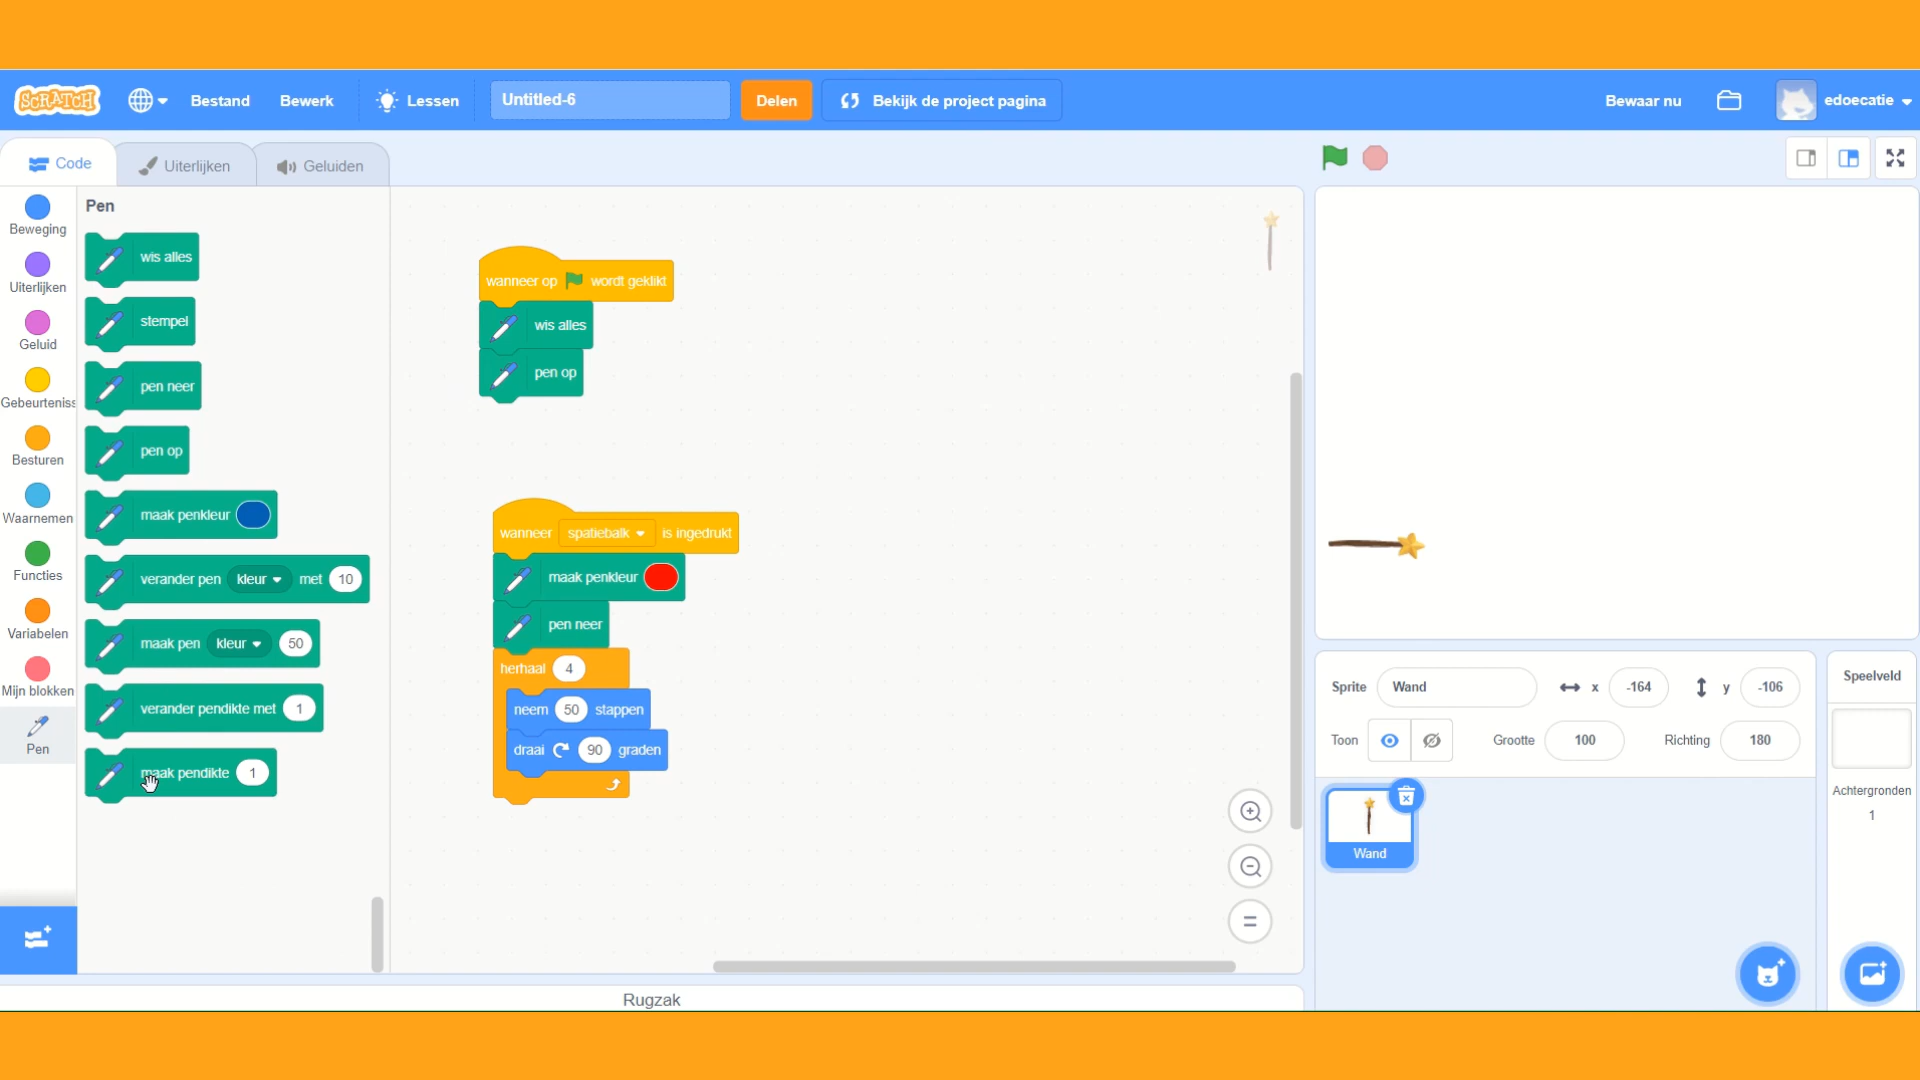 SCRATCH
Bestand
Bewerk
Lessen
Untitled-6
Delen
Bekijk de project pagina
Bewaar nu
edoecatie
Code
Uiterlijken
Geluiden
Beweging
Uiterlijken
Geluid
Gebeurteniss
Besturen
Waarnemen
Functies
Variabelen
Mijn blokken
Pen
Pen
wis alles
stempel
pen neer
pen op
maak penkleur
verander pen kleur met 10
maak pen kleur 50
verander pendikte met 1
maak pendikte 1
wanneer op wordt geklikt
wis alles
pen op
wanneer spatiebalk is ingedrukt
maak penkleur
pen neer
herhaal 4
neem 50 stappen
draai 90 graden
Rugzak
Sprite Wand x -164 y -106
Toon Grootte 100 Richting 180
Wand
Speelveld
Achtergronden
1